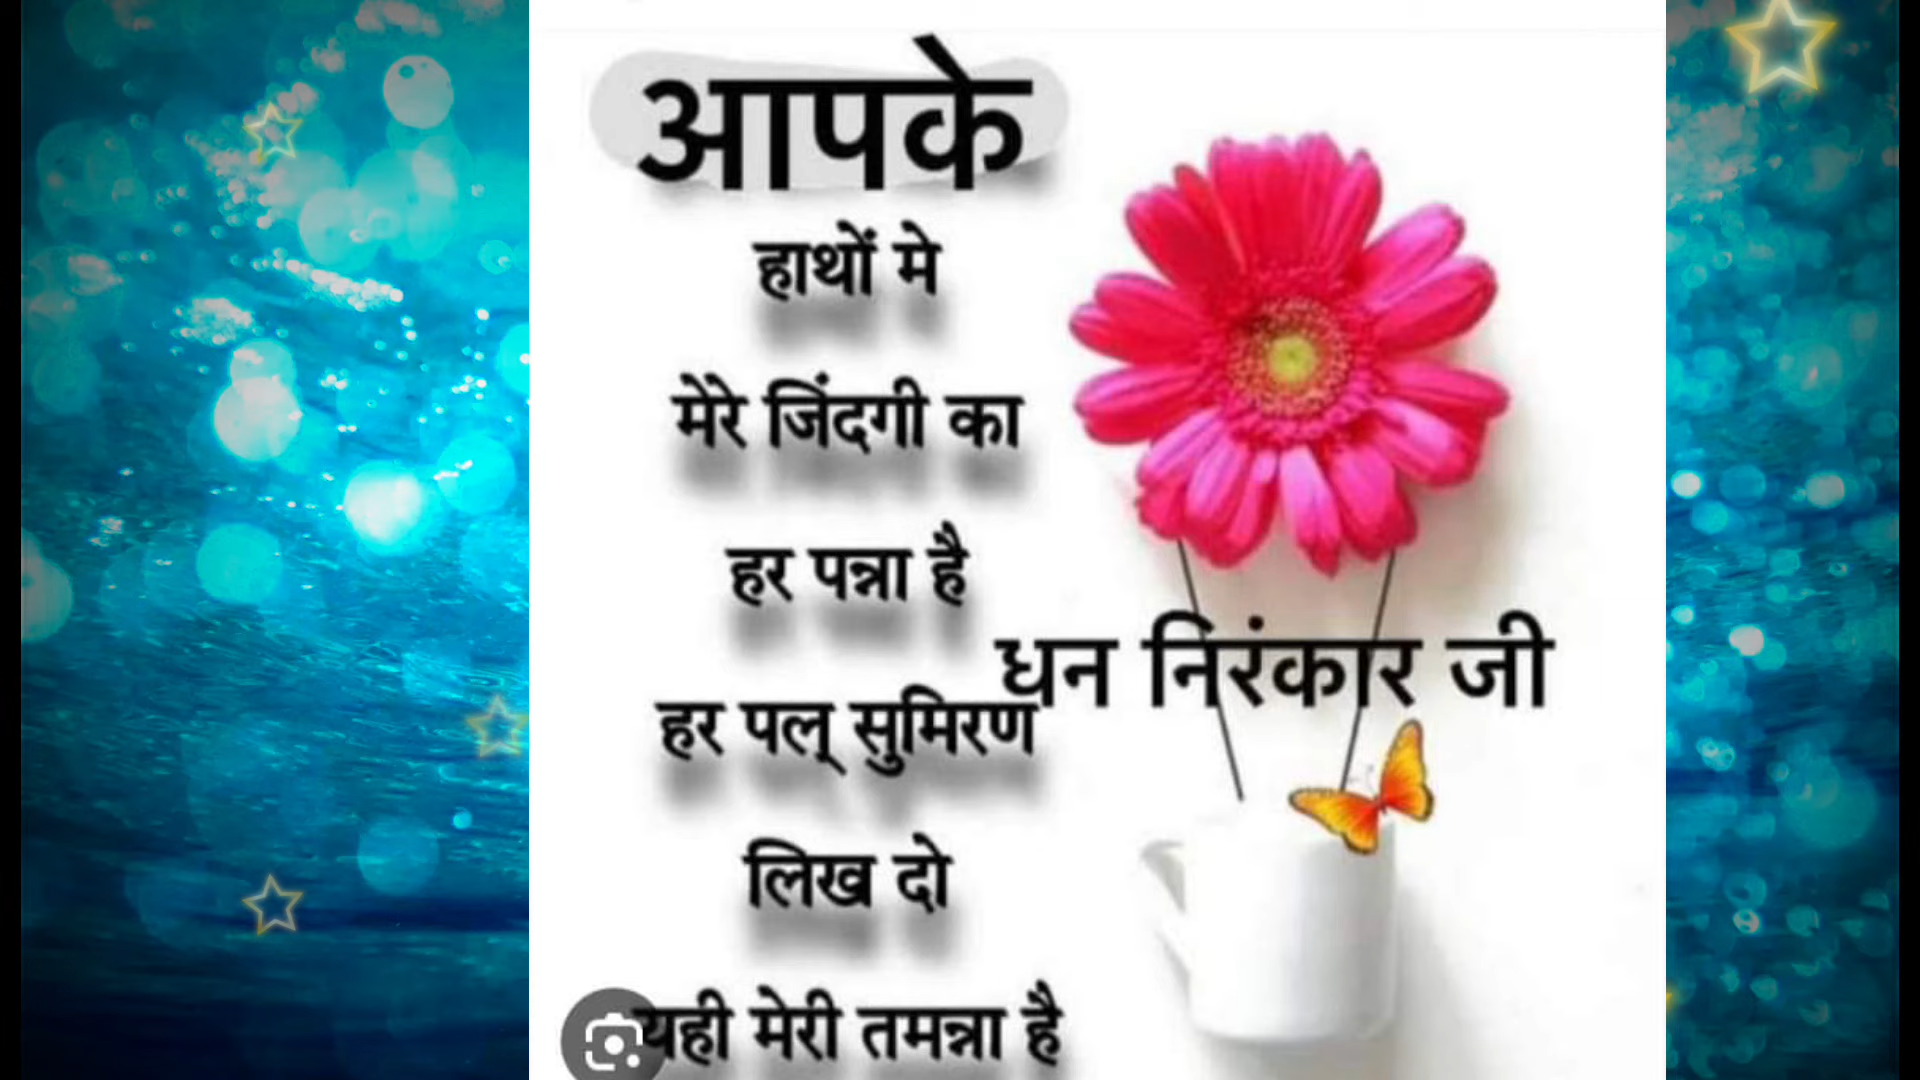 आपके
हाथों मे
मेरे जिंदगी का
हर पन्ना है
हर पल् सुमिरण
लिख दो
यही मेरी तमन्ना है
धन निरंकार जी